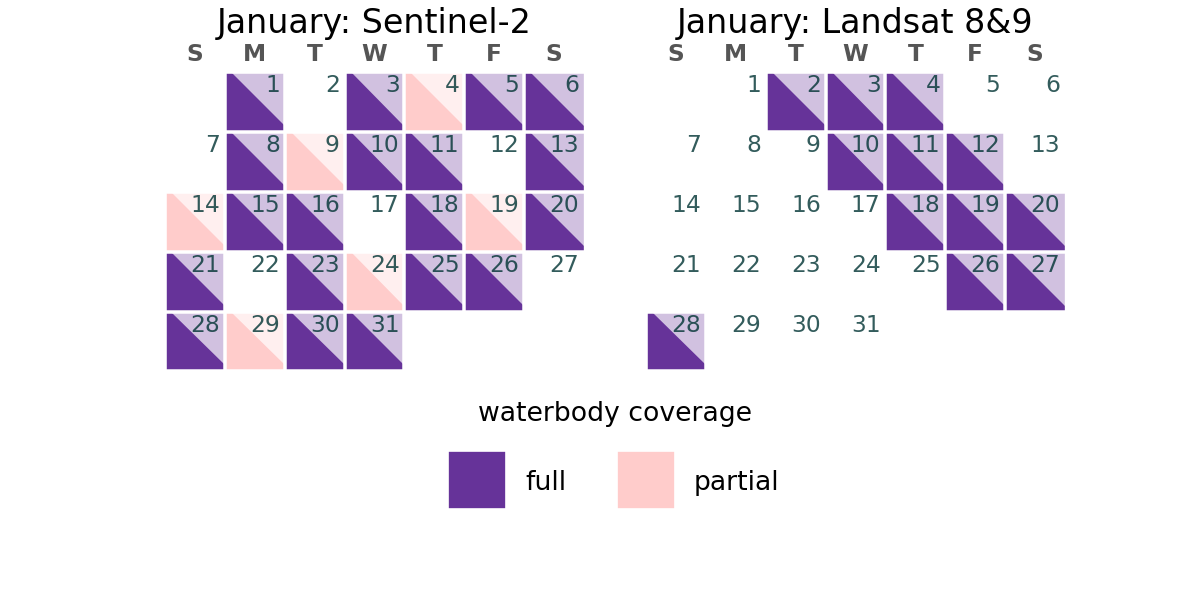 January: Sentinel-2
S M T W T F S
1 2 3 4 5 6
7 8 9 10 11 12 13
14 15 16 17 18 19 20
21 22 23 24 25 26 27
28 29 30 31
January: Landsat 8&9
S M T W T F S
1 2 3 4 5 6
7 8 9 10 11 12 13
14 15 16 17 18 19 20
21 22 23 24 25 26 27
28 29 30 31
waterbody coverage
full partial